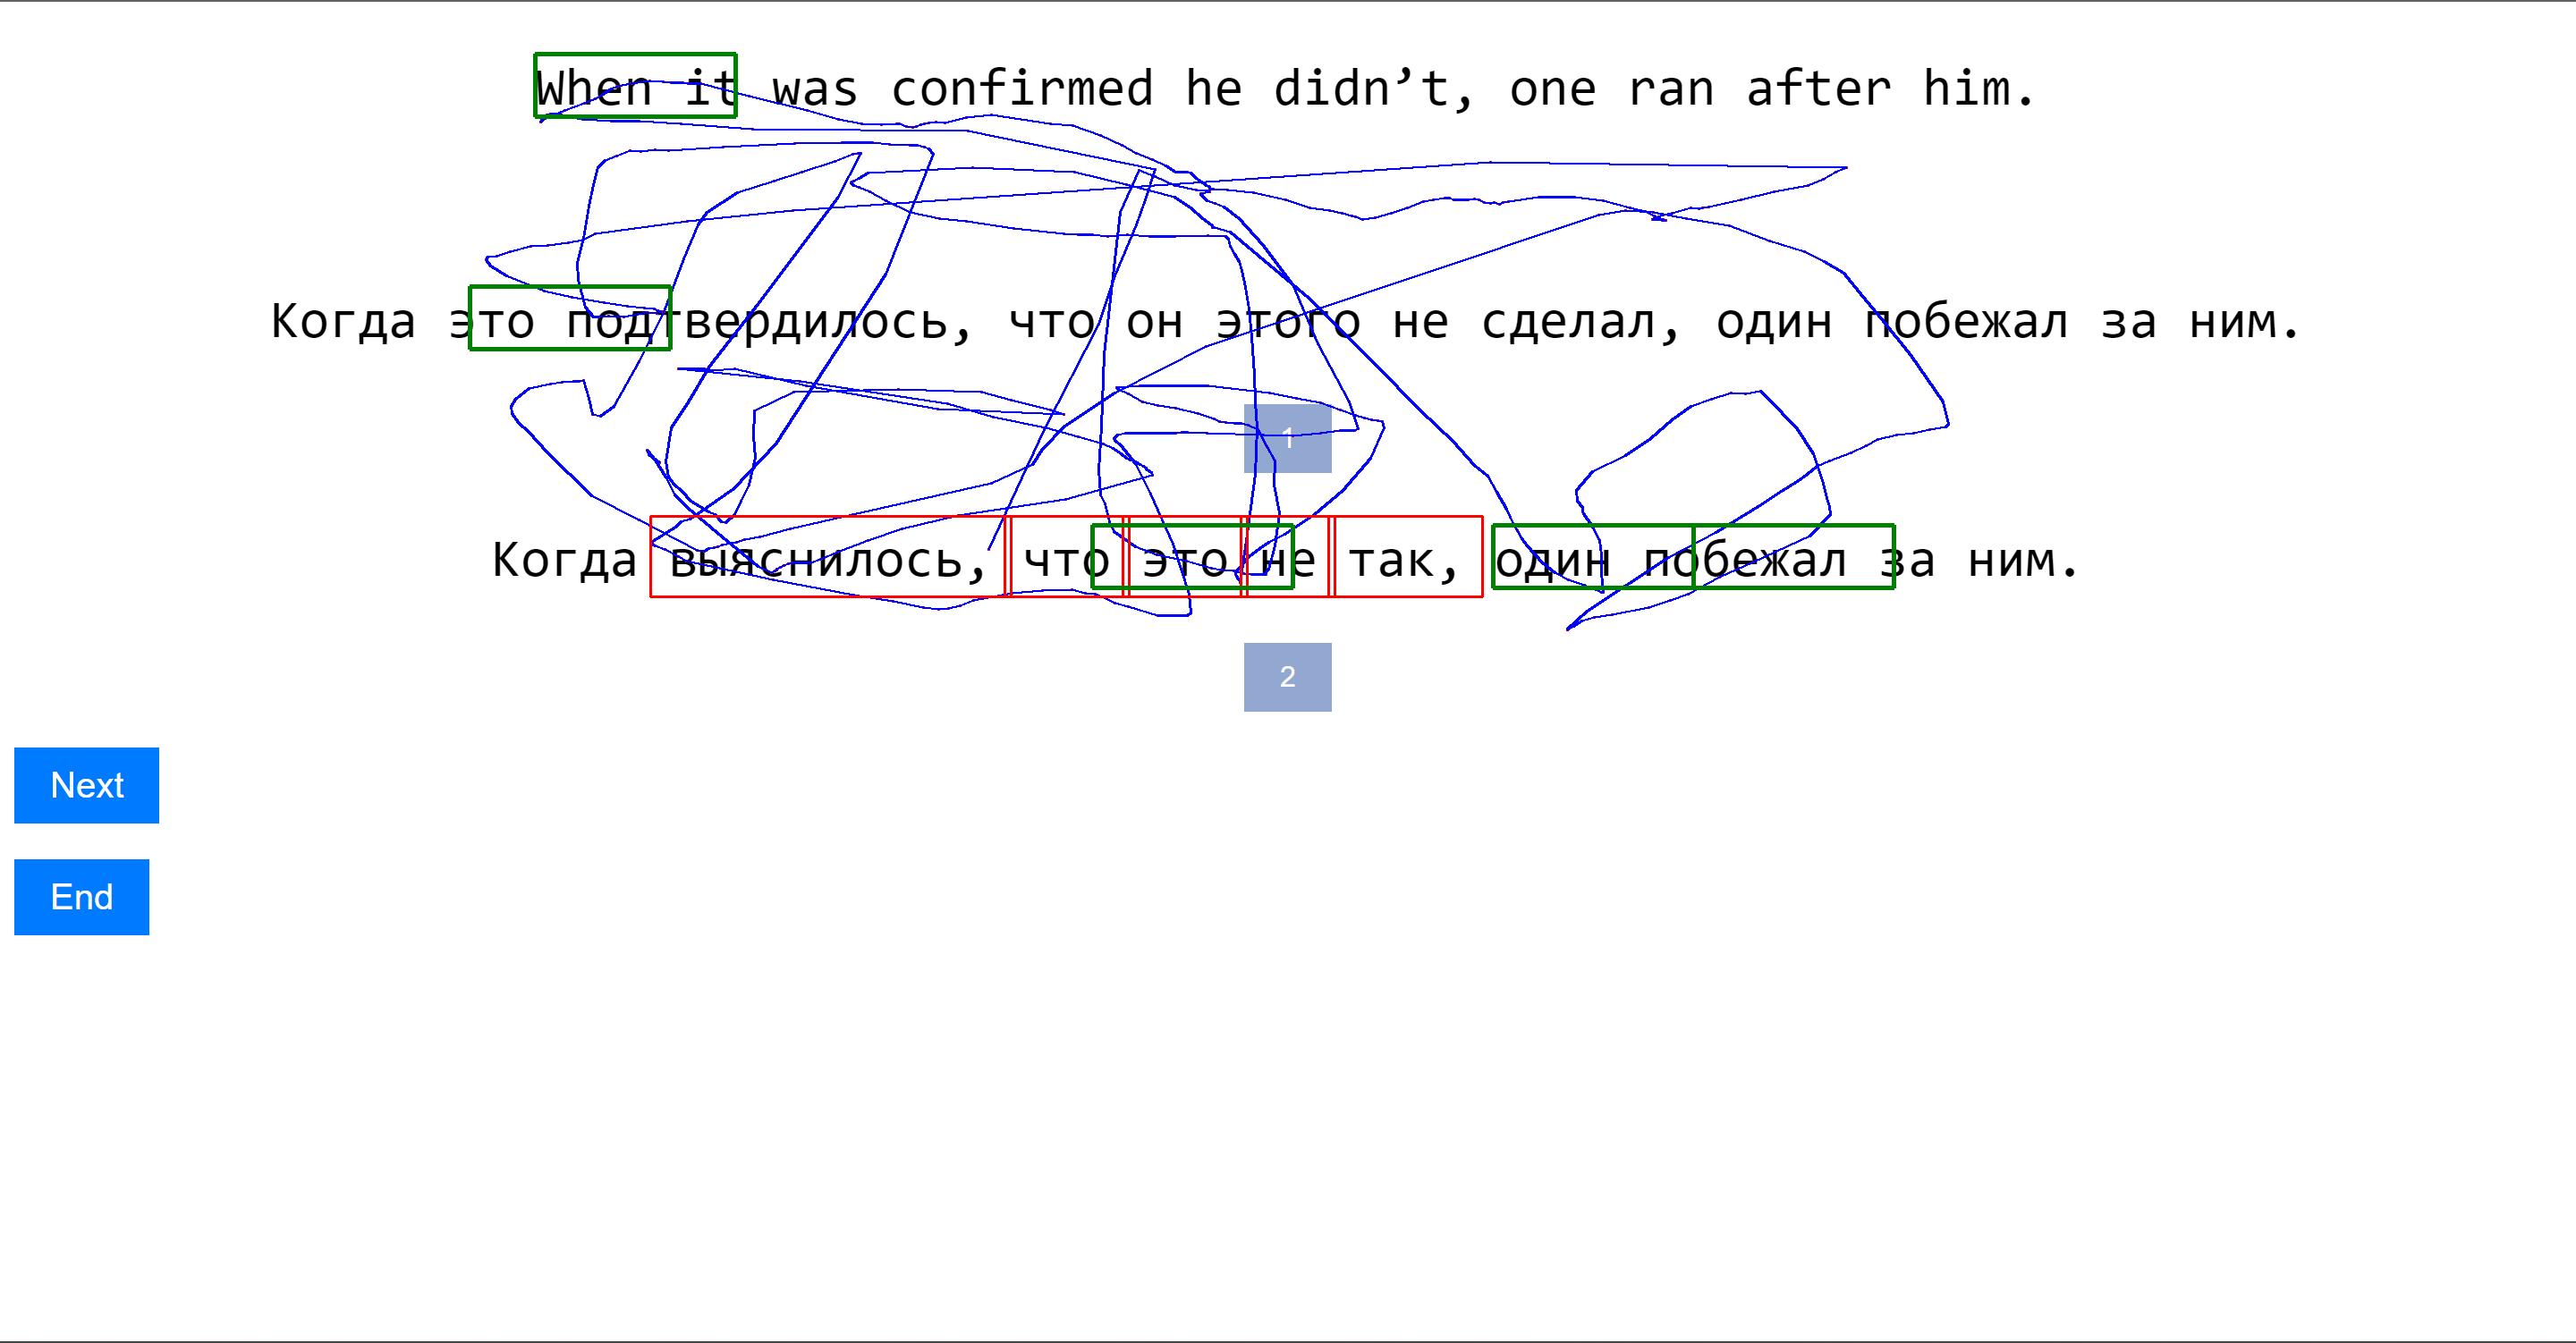 When it was confirmed he didn’t, one ran after him.
Когда это подтвердилось, что он этого не сделал, один побежал за ним.
1
Когда выяснилось, что это не так, один побежал за ним.
2
Next
End